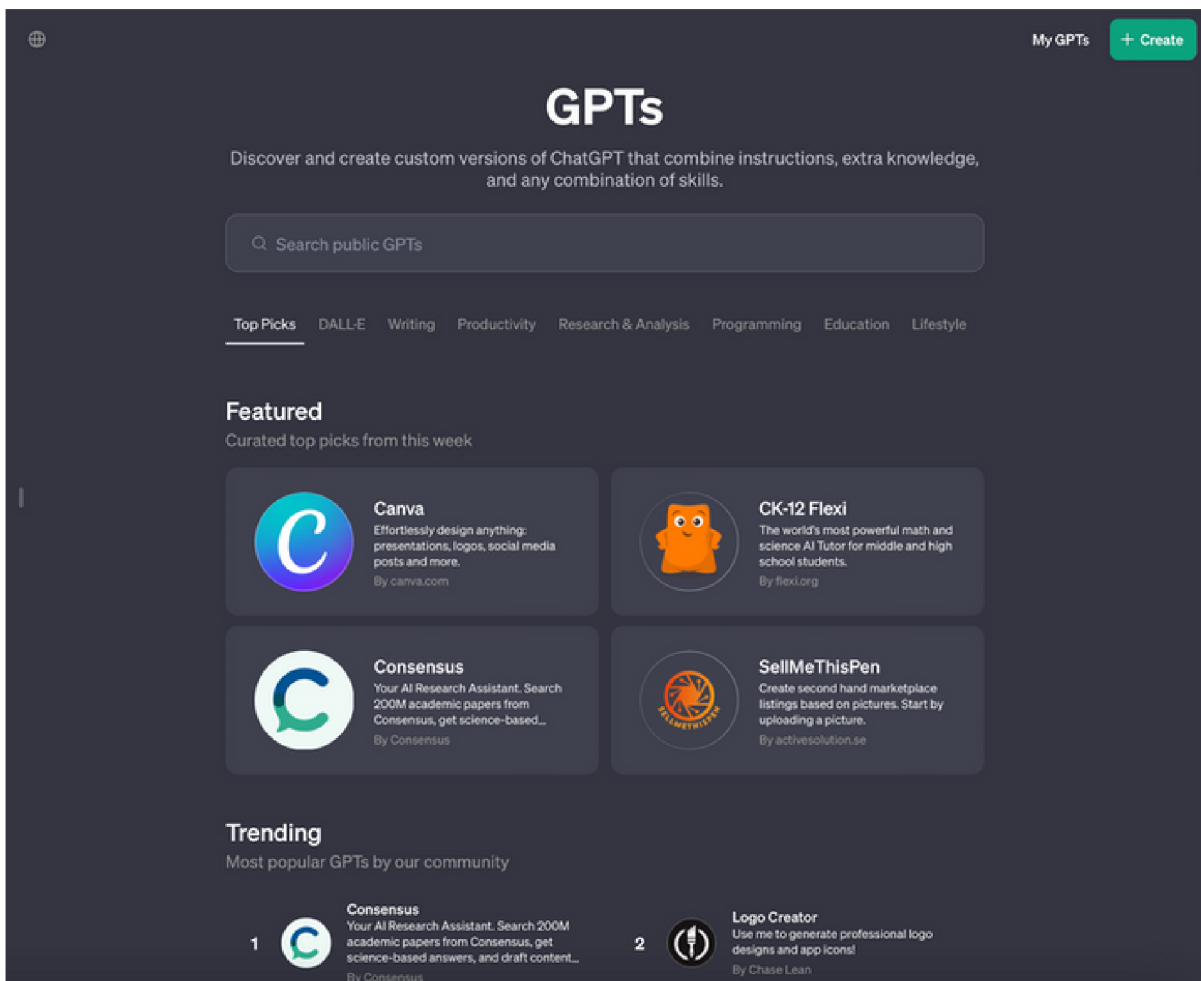 My GPTs
+ Create
GPTs
Discover and create custom versions of ChatGPT that combine instructions, extra knowledge,
and any combination of skills.
Search public GPTs
Top Picks DALL·E Writing Productivity Research & Analysis Programming Education Lifestyle
Featured
Curated top picks from this week
C
Canva
Effortlessly design anything:
presentations, logos, social media
posts and more.
By canva.com
CK-12 Flexi
The world's most powerful math and
science AI Tutor for middle and high
school students.
By flexi.org
Consensus
Your AI Research Assistant. Search
200M academic papers from
Consensus, get science-based...
By Consensus
SELLMETHISPEN
SellMeThisPen
Create second hand marketplace
listings based on pictures. Start by
uploading a picture.
By activesolution.se
Trending
Most popular GPTs by our community
1
Consensus
Your AI Research Assistant. Search 200M
academic papers from Consensus, get
science-based answers, and draft content...
By Consensus
2
Logo Creator
Use me to generate professional logo
designs and app icons!
By Chase Lean